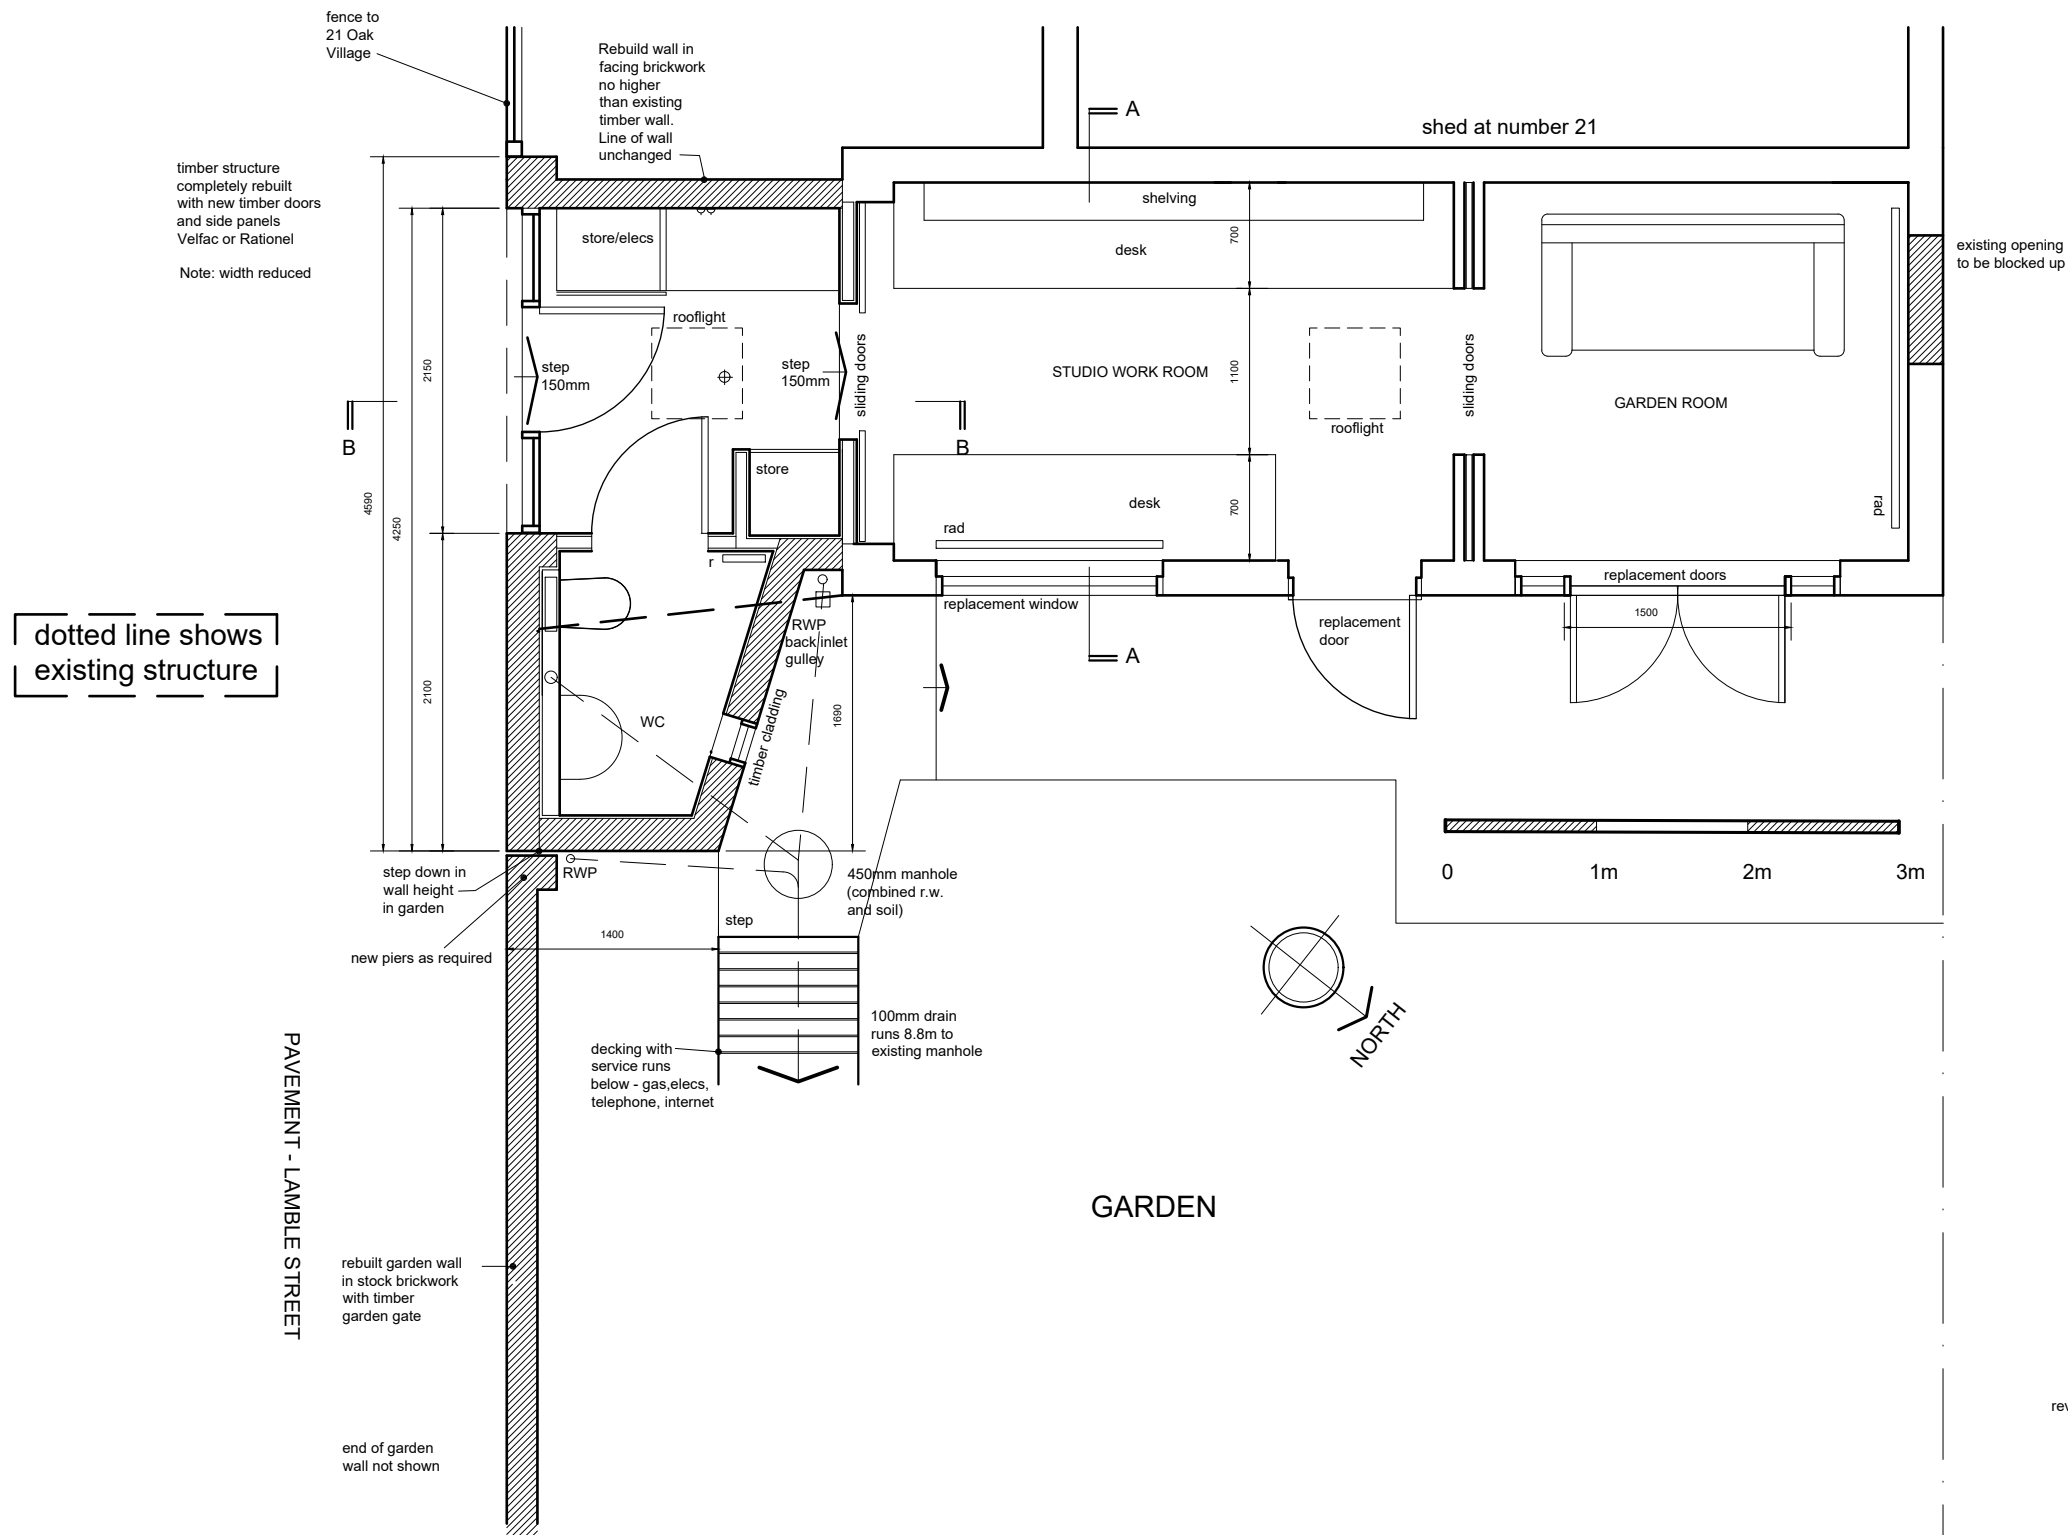 fence to
21 Oak
Village
Rebuild wall in
facing brickwork
no higher
than existing
timber wall.
Line of wall
unchanged
A
shed at number 21
timber structure
completely rebuilt
with new timber doors
and side panels
Velfac or Rationel
Note: width reduced
shelving
store/elecs
desk
700
existing opening
to be blocked up
rooflight
step
150mm
step
150mm
sliding doors
STUDIO WORK ROOM
1100
sliding doors
GARDEN ROOM
rooflight
2150
B
B
4590
4250
store
desk
700
rad
rad
r
replacement doors
replacement window
1500
replacement
door
RWP
back inlet
gulley
A
dotted line shows
existing structure
2100
WC
timber cladding
1690
step down in
wall height
in garden
RWP
450mm manhole
(combined r.w.
and soil)
0
1m
2m
3m
step
1400
new piers as required
NORTH
100mm drain
runs 8.8m to
existing manhole
decking with
service runs
below - gas,elecs,
telephone, internet
PAVEMENT - LAMBLE STREET
GARDEN
rebuilt garden wall
in stock brickwork
with timber
garden gate
end of garden
wall not shown